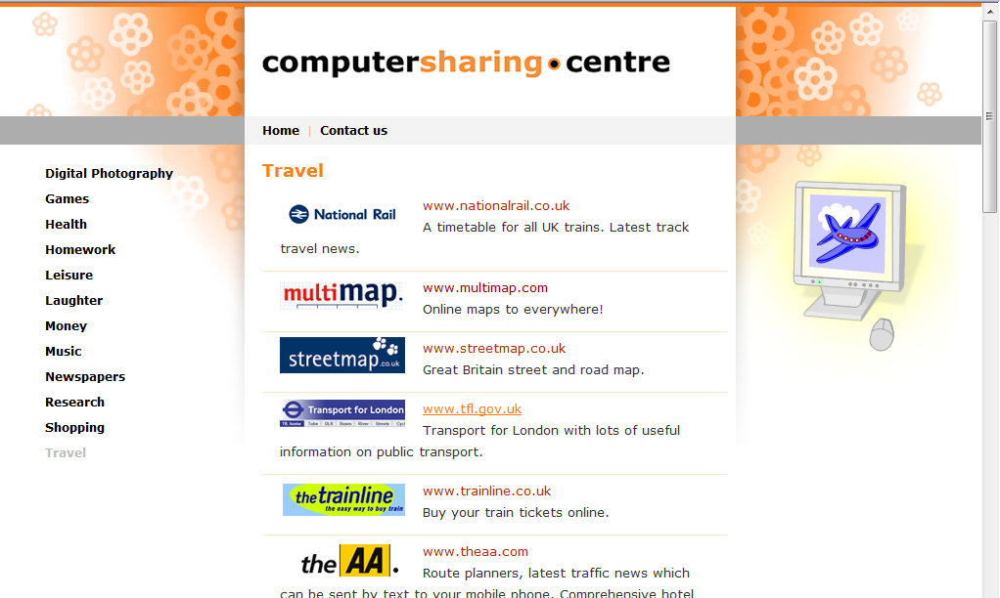 computersharing•centre
Home | Contact us
Digital Photography
Games
Health
Homework
Leisure
Laughter
Money
Music
Newspapers
Research
Shopping
Travel
Travel
National Rail
www.nationalrail.co.uk
A timetable for all UK trains. Latest track
travel news.
multimap.
www.multimap.com
Online maps to everywhere!
streetmap.co.uk
www.streetmap.co.uk
Great Britain street and road map.
Transport for London
www.tfl.gov.uk
Transport for London with lots of useful
information on public transport.
thetrainline
the easy way to buy train
www.trainline.co.uk
Buy your train tickets online.
the AA.
www.theaa.com
Route planners, latest traffic news which
can be sent by text to your mobile phone. Comprehensive hotel